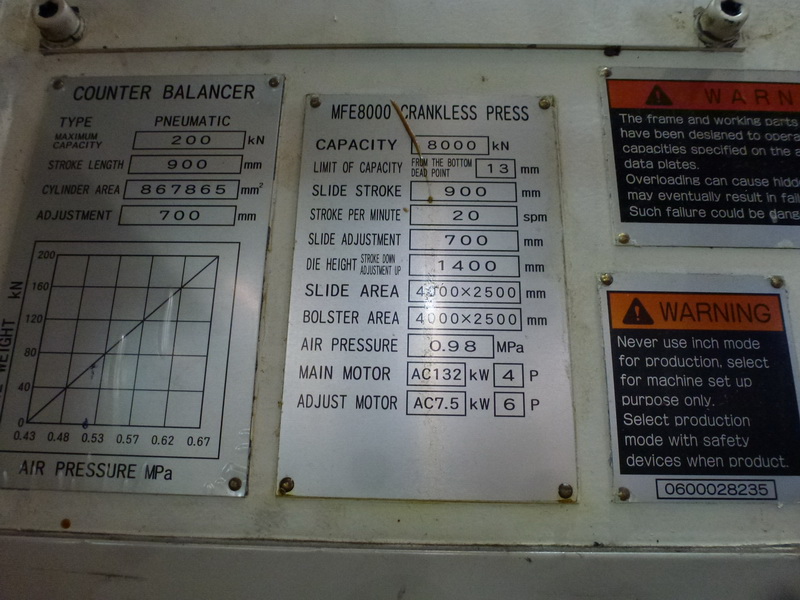 COUNTER BALANCER
TYPE PNEUMATIC
MAXIMUM CAPACITY 200 kN
STROKE LENGTH 900 mm
CYLINDER AREA 867865 mm²
ADJUSTMENT 700 mm
200
160
120
80
40
0
WEIGHT kN
0.43 0.48 0.53 0.57 0.62 0.67
AIR PRESSURE MPa
MFE8000 CRANKLESS PRESS
CAPACITY 8000 kN
LIMIT OF CAPACITY FROM THE BOTTOM DEAD POINT 13 mm
SLIDE STROKE 900 mm
STROKE PER MINUTE 20 spm
SLIDE ADJUSTMENT 700 mm
DIE HEIGHT STROKE DOWN ADJUSTMENT UP 1400 mm
SLIDE AREA 4000×2500 mm
BOLSTER AREA 4000×2500 mm
AIR PRESSURE 0.98 MPa
MAIN MOTOR AC132 kW 4 P
ADJUST MOTOR AC7.5 kW 6 P
WARN
The frame and working parts
have been designed to opera
capacities specified on the a
data plates.
Overloading can cause hidd
may eventually result in fail
Such failure could be dang
WARNING
Never use inch mode
for production. select
for machine set up
purpose only.
Select production
mode with safety
devices when product.
0600028235